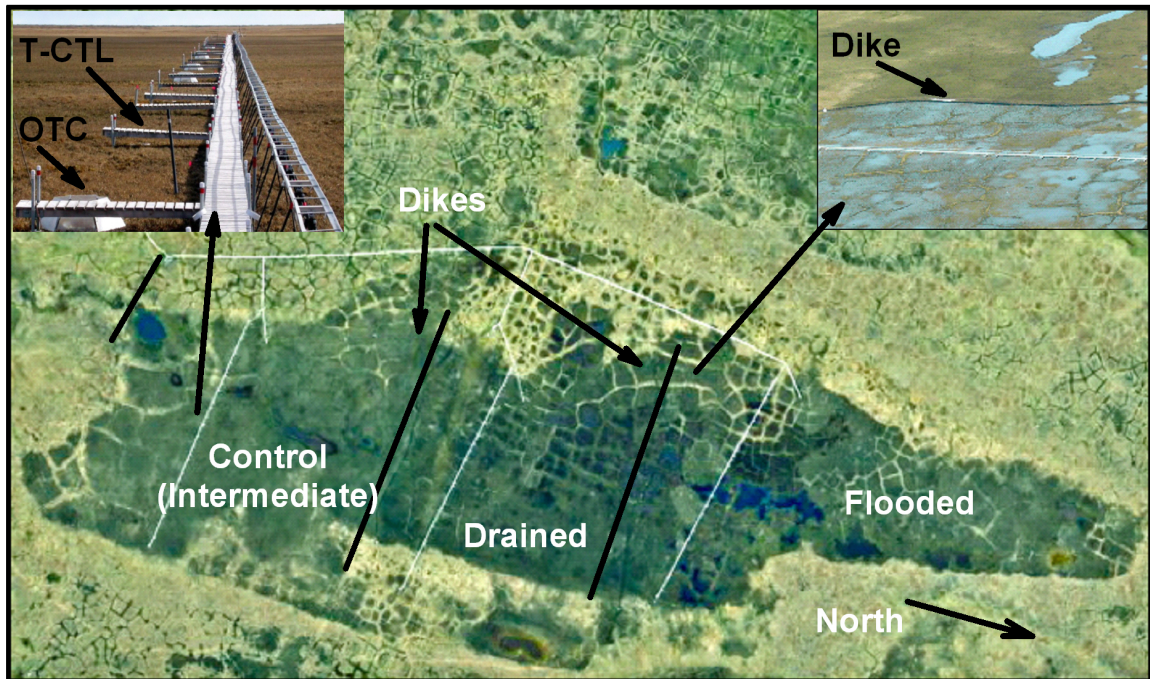 T-CTL
OTC
Dike
Dikes
Control
(Intermediate)
Drained
Flooded
North